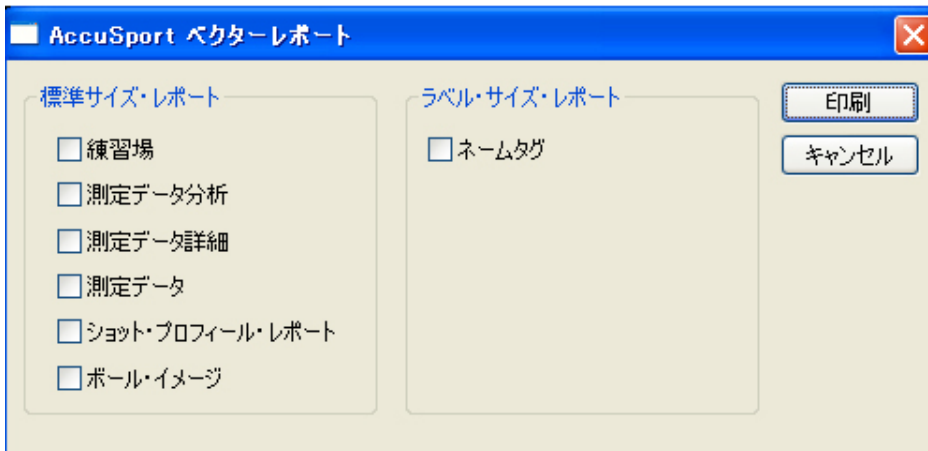 AccuSport ベクターレポート
標準サイズ・レポート
練習場
測定データ分析
測定データ詳細
測定データ
ショット・プロフィール・レポート
ボール・イメージ
ラベル・サイズ・レポート
ネームタグ
印刷
キャンセル